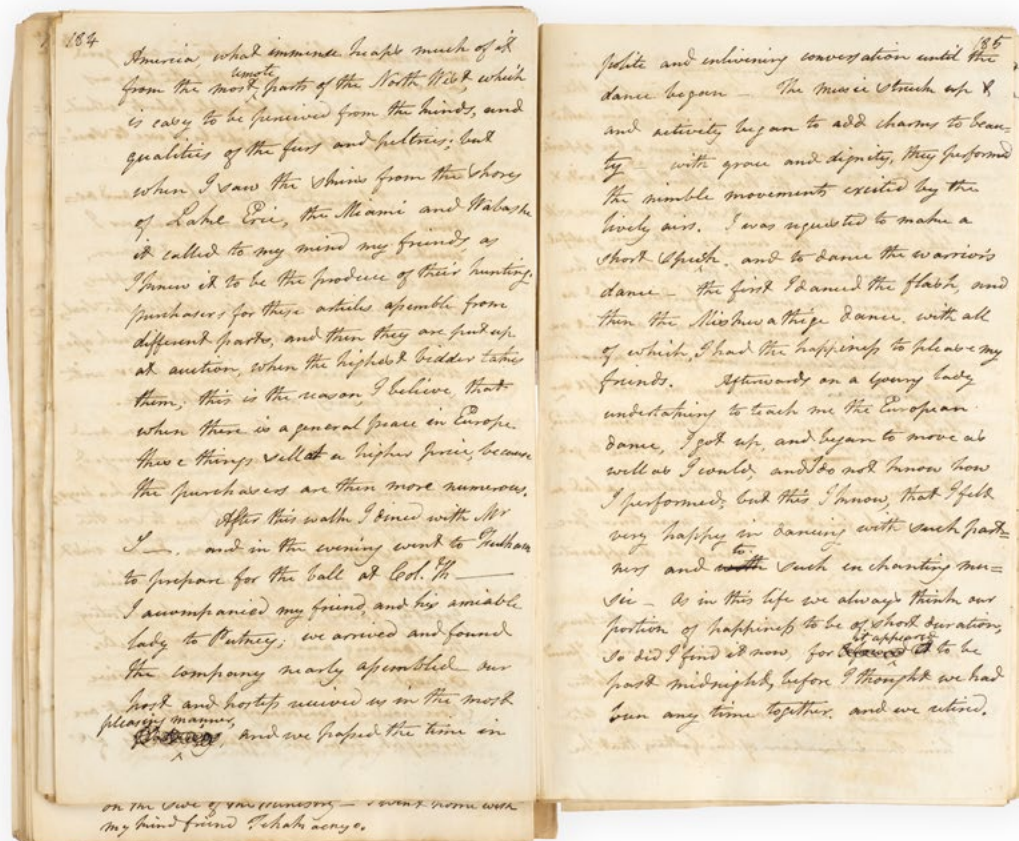 184
America, what immence heaps much of it
remote
from the most parts of the North West, which
is easy to be perceived from the kinds, and
qualities of the furs and peltries; but
when I saw the skins from the shores
of Lake Erie, the Miami and Wabashe
it called to my mind my friends, as
I knew it to be the produce of their hunting.
purchasers for these articles assemble from
different parts, and then they are put up
at auction, when the highest bidder takes
them; this is the reason, I believe, that
when there is a general peace in Europe
these things sell at a higher price, because
the purchasers are then more numerous.
After this walk I dined with Mr
S—. and in the evening went to
to prepare for the ball at Col. Th—
I accompanied my friend, and his amiable
lady to Putney; we arrived and found
the company nearly assembled our
host and hostess received us in the most
pleasing manner,
and we passed the time in
on the side of the — I went home with
my kind friend
185
polite and enlivining conversation until the
dance began — The music struck up &
and activity began to add charms to beau-
ty — with grace and dignity, they performed
the nimble movements excited by the
lively airs. I was requested to make a
short speech. and to dance the warrior's
dance — the first I danced the flash, and
then the dance. with all
of which, I had the happiness to please my
friends. Afterwards on a young lady
undertaking to teach me the European
dance, I got up, and began to move as
well as I could, and I do not know how
I performed; but this I know, that I felt
very happy in dancing with such part=
to
ners and with such enchanting mu=
sic — As in this life we always think our
portion of happiness to be of short duration,
it appeared
so did I find it now, for to be
past midnight, before I thought we had
been any time together. and we retired.